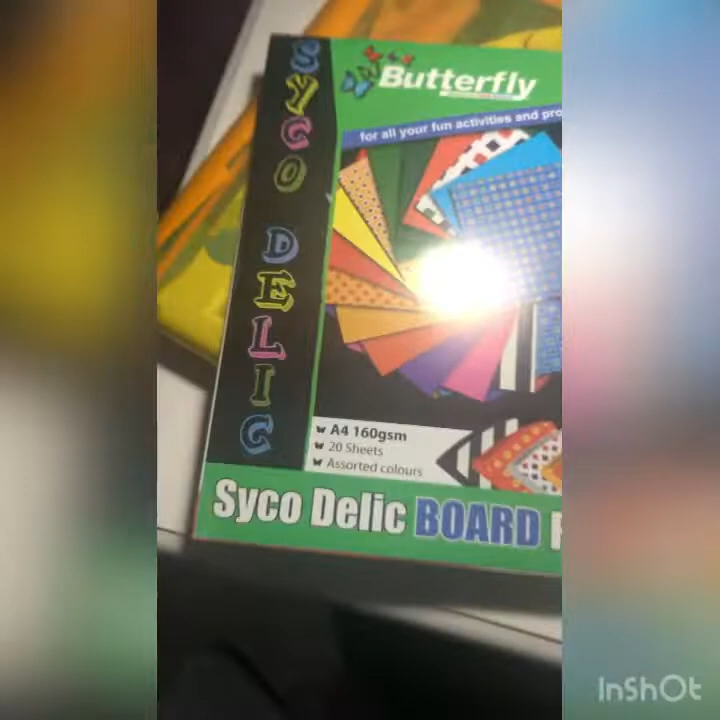 SYCO DELIC
Butterfly
for all your fun activities and pro
A4 160gsm
20 Sheets
Assorted colours
Syco Delic BOARD
InShOt